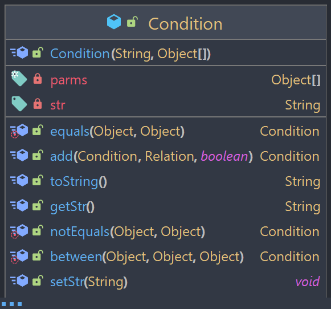 Condition
Condition(String, Object[])
parms Object[]
str String
equals(Object, Object) Condition
add(Condition, Relation, boolean) Condition
toString() String
getStr() String
notEquals(Object, Object) Condition
between(Object, Object, Object) Condition
setStr(String) void